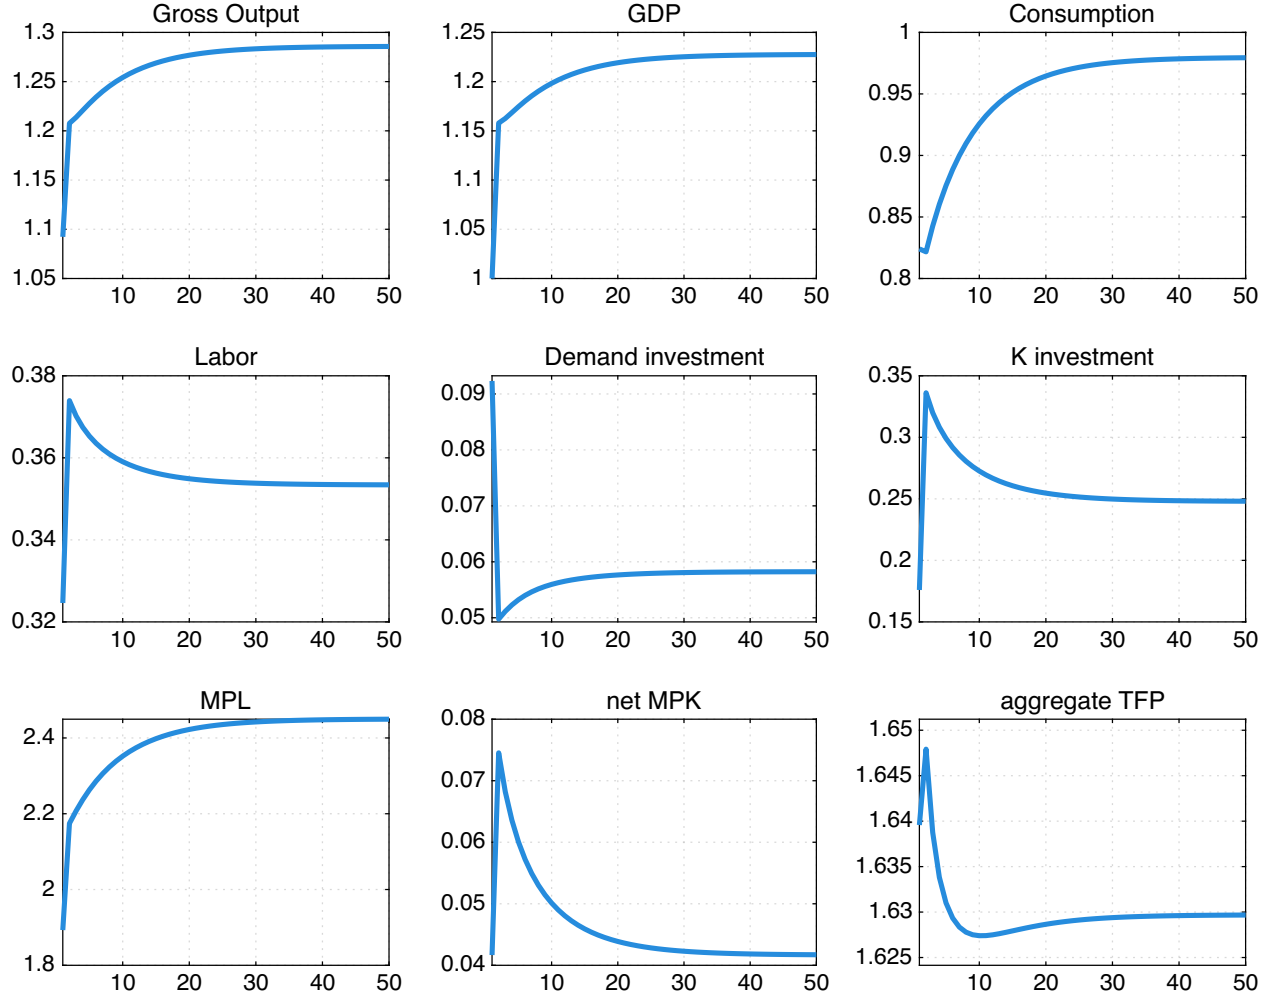 Gross Output
1.3
1.25
1.2
1.15
1.1
1.05
10 20 30 40 50
GDP
1.25
1.2
1.15
1.1
1.05
1
10 20 30 40 50
Consumption
1
0.95
0.9
0.85
0.8
10 20 30 40 50
Labor
0.38
0.36
0.34
0.32
10 20 30 40 50
Demand investment
0.09
0.08
0.07
0.06
0.05
10 20 30 40 50
K investment
0.35
0.3
0.25
0.2
0.15
10 20 30 40 50
MPL
2.4
2.2
2
1.8
10 20 30 40 50
net MPK
0.08
0.07
0.06
0.05
0.04
10 20 30 40 50
aggregate TFP
1.65
1.645
1.64
1.635
1.63
1.625
10 20 30 40 50